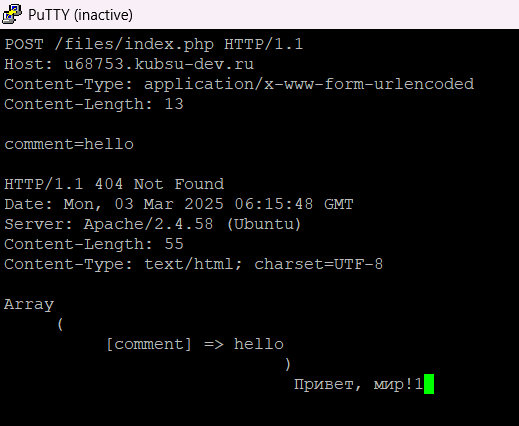 PuTTY (inactive)
POST /files/index.php HTTP/1.1
Host: u68753.kubsu-dev.ru
Content-Type: application/x-www-form-urlencoded
Content-Length: 13
comment=hello
HTTP/1.1 404 Not Found
Date: Mon, 03 Mar 2025 06:15:48 GMT
Server: Apache/2.4.58 (Ubuntu)
Content-Length: 55
Content-Type: text/html; charset=UTF-8
Array
(
[comment] => hello
)
Привет, мир!1